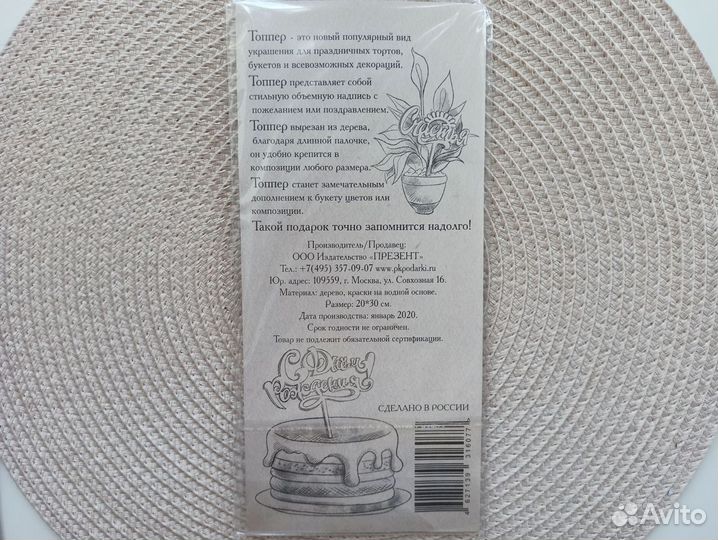 Топпер - это новый популярный вид
украшения для праздничных тортов,
букетов и всевозможных декораций.
Топпер представляет собой
стильную объемную надпись с
пожеланием или поздравлением.
Топпер вырезан из дерева,
благодаря длинной палочке,
он удобно крепится в
композиции любого размера.
Топпер станет замечательным
дополнением к букету цветов или
композиции.
Счастья
Такой подарок точно запомнится надолго!
Производитель/Продавец:
ООО Издательство «ПРЕЗЕНТ»
Тел.: +7(495) 357-09-07 www.pkpodarki.ru
Юр. адрес: 109559, г. Москва, ул. Совхозная 16.
Материал: дерево, краски на водной основе.
Размер: 20*30 см.
Дата производства: январь 2020.
Срок годности не ограничен.
Товар не подлежит обязательной сертификации.
С Днём
рождения!
СДЕЛАНО В РОССИИ
4 627139 316077
Avito